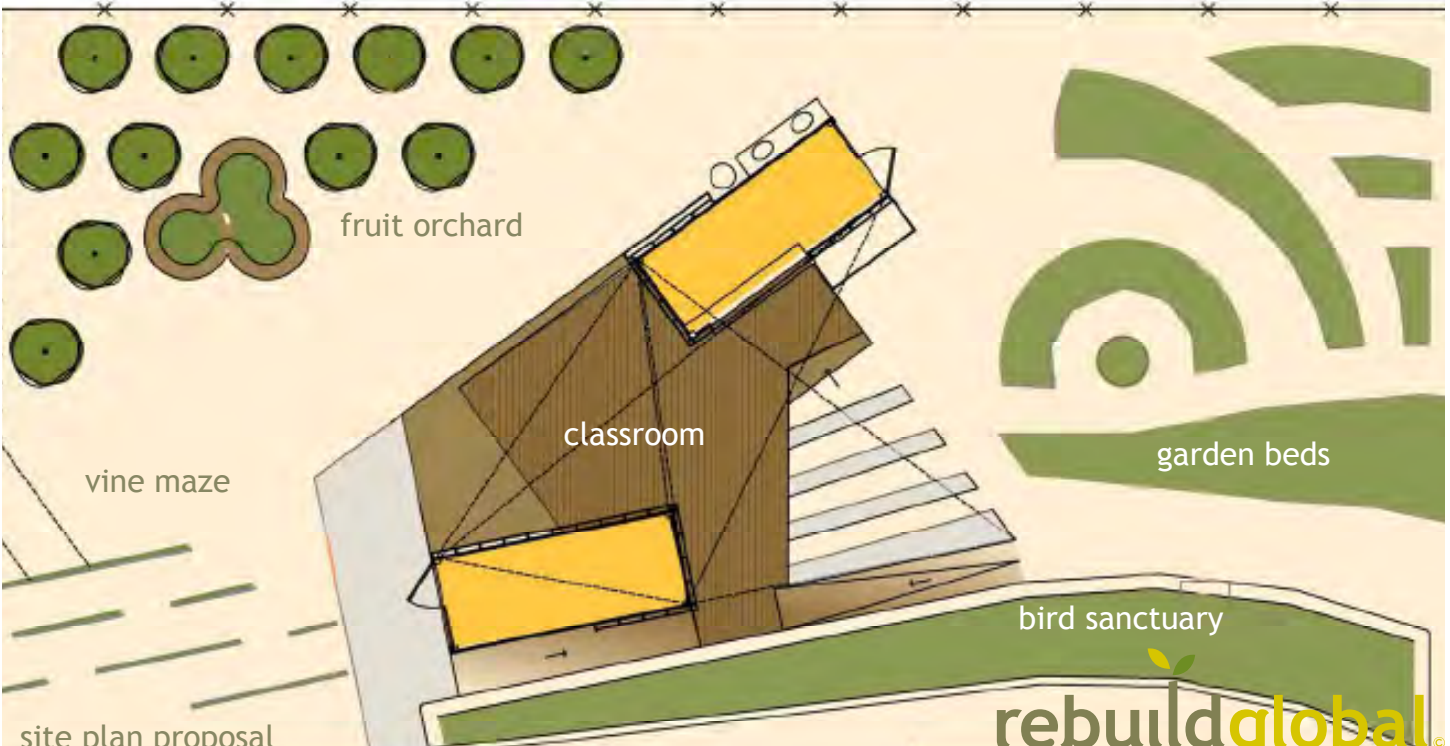 fruit orchard
classroom
vine maze
garden beds
bird sanctuary
site plan proposal
rebuildglobal
©